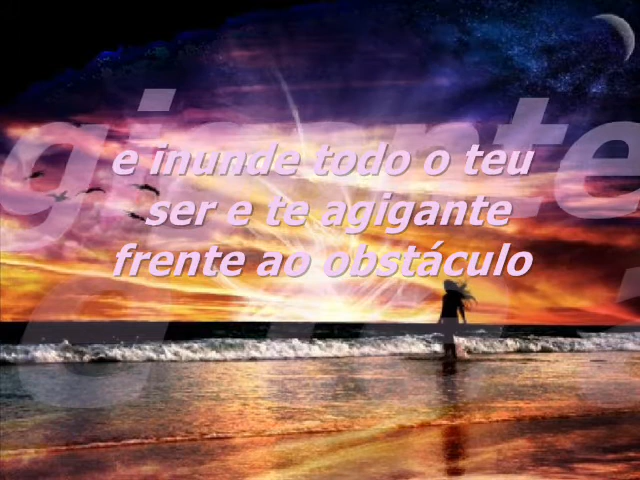 e inunde todo o teu
ser e te agigante
frente ao obstáculo